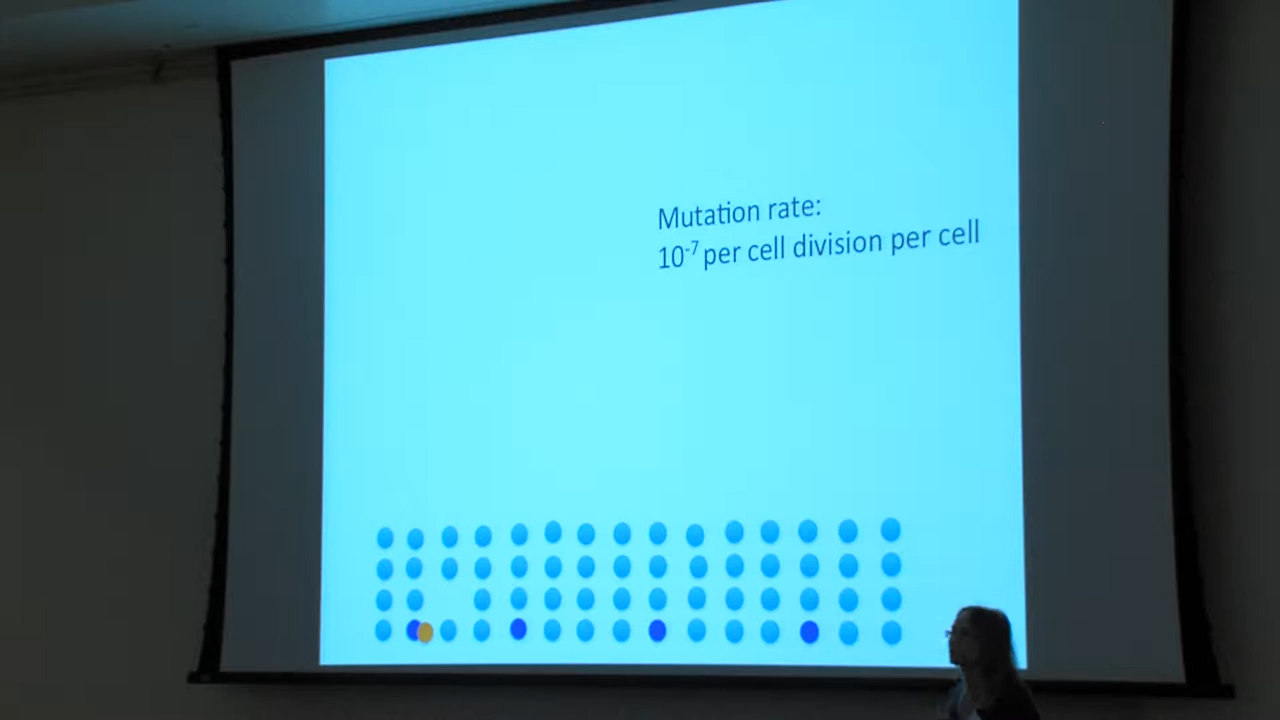 Mutation rate:
10⁻⁷ per cell division per cell